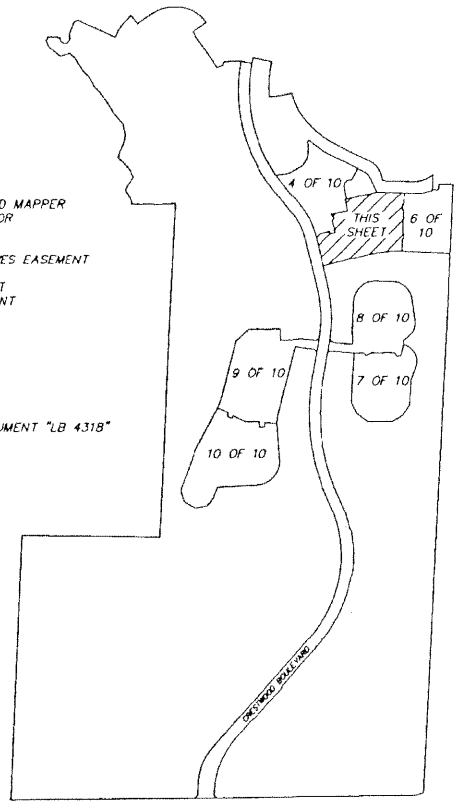 D MAPPER
OR
ES EASEMENT
T
NT
UMENT "LB 4318"
4 OF 10
THIS
SHEET
6 OF
10
8 OF 10
7 OF 10
9 OF 10
10 OF 10
CRESTWOOD BOULEVARD